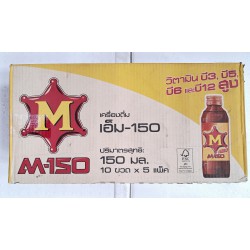 วิตามิน บี3, บี5,
บี6 และบี12 สูง
M
เครื่องดื่ม
เอ็ม-150
M-150
ปริมาตรสุทธิ:
150 มล.
10 ขวด x 5 แพ็ค
FSC
M-150